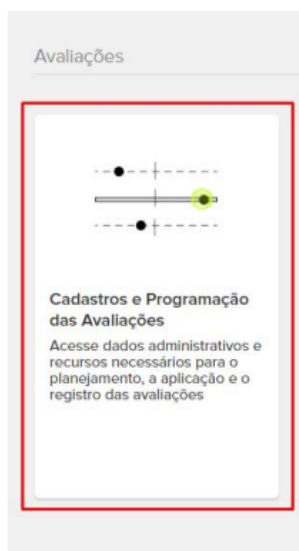 Avaliações
Cadastros e Programação
das Avaliações
Acesse dados administrativos e
recursos necessários para o
planejamento, a aplicação e o
registro das avaliações